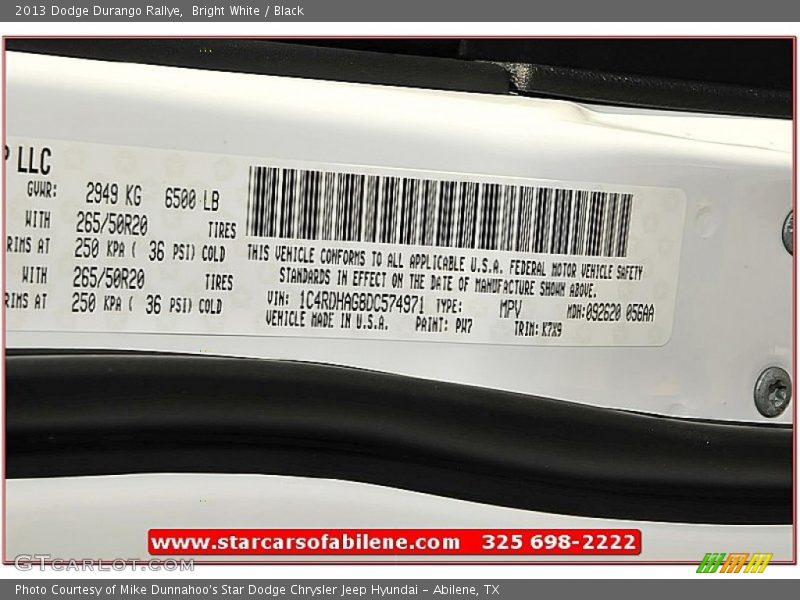 2013 Dodge Durango Rallye,  Bright White / Black
P LLC
GVWR: 2949 KG 6500 LB
WITH 265/50R20 TIRES
RIMS AT 250 KPA ( 36 PSI) COLD
WITH 265/50R20 TIRES
RIMS AT 250 KPA ( 36 PSI) COLD
THIS VEHICLE CONFORMS TO ALL APPLICABLE U.S.A. FEDERAL MOTOR VEHICLE SAFETY
STANDARDS IN EFFECT ON THE DATE OF MANUFACTURE SHOWN ABOVE.
VIN: 1C4RDHAG8DC574971 TYPE: MPV MDH:092620 056AA
VEHICLE MADE IN U.S.A. PAINT: PW7 TRIM: K7X9
www.starcarsofabilene.com 325 698-2222
GTcarlot.com
Photo Courtesy of Mike Dunnahoo's Star Dodge Chrysler Jeep Hyundai – Abilene, TX